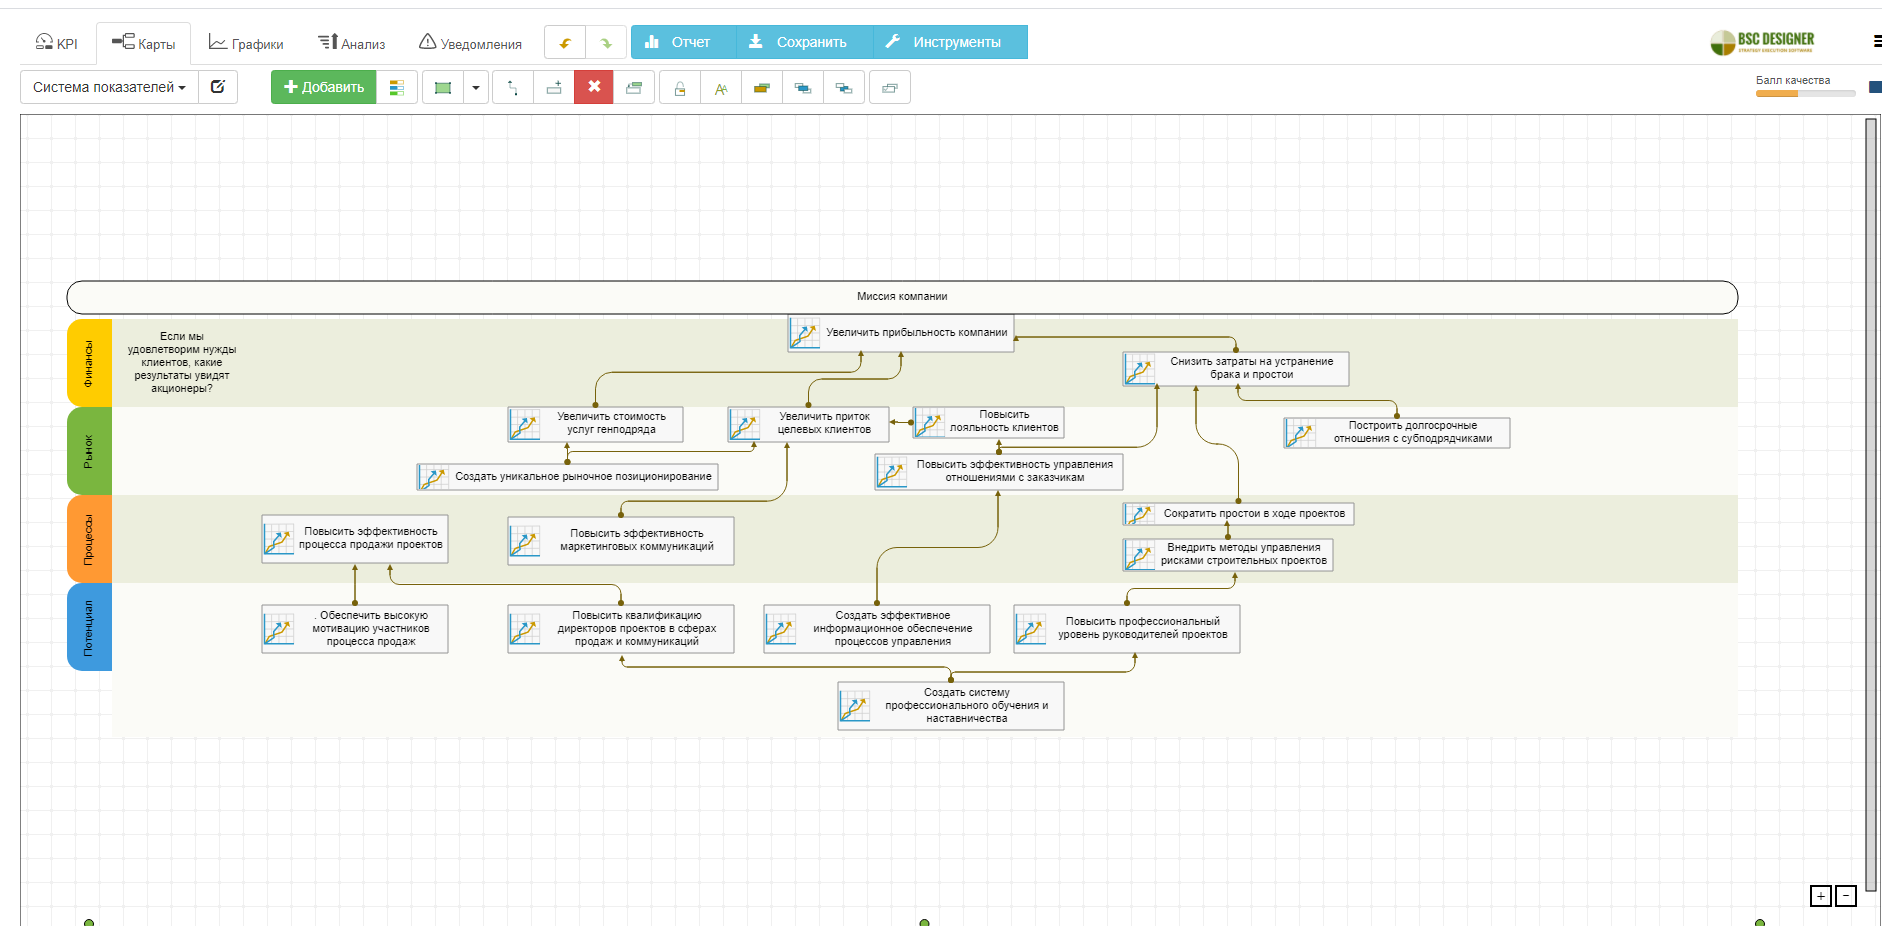 KPI
Карты
Графики
Анализ
Уведомления
Отчет
Сохранить
Инструменты
BSC DESIGNER
STRATEGY EXECUTION SOFTWARE
Система показателей
Добавить
AA
Балл качества
Миссия компании
Финансы
Если мы
удовлетворим нужды
клиентов, какие
результаты увидят
акционеры?
Увеличить прибыльность компании
Снизить затраты на устранение
брака и простои
Рынок
Увеличить стоимость
услуг генподряда
Увеличить приток
целевых клиентов
Повысить
лояльность клиентов
Построить долгосрочные
отношения с субподрядчиками
Создать уникальное рыночное позиционирование
Повысить эффективность управления
отношениями с заказчикам
Процессы
Повысить эффективность
процесса продажи проектов
Повысить эффективность
маркетинговых коммуникаций
Сократить простои в ходе проектов
Внедрить методы управления
рисками строительных проектов
Потенциал
. Обеспечить высокую
мотивацию участников
процесса продаж
Повысить квалификацию
директоров проектов в сферах
продаж и коммуникаций
Создать эффективное
информационное обеспечение
процессов управления
Повысить профессиональный
уровень руководителей проектов
Создать систему
профессионального обучения и
наставничества
+
-